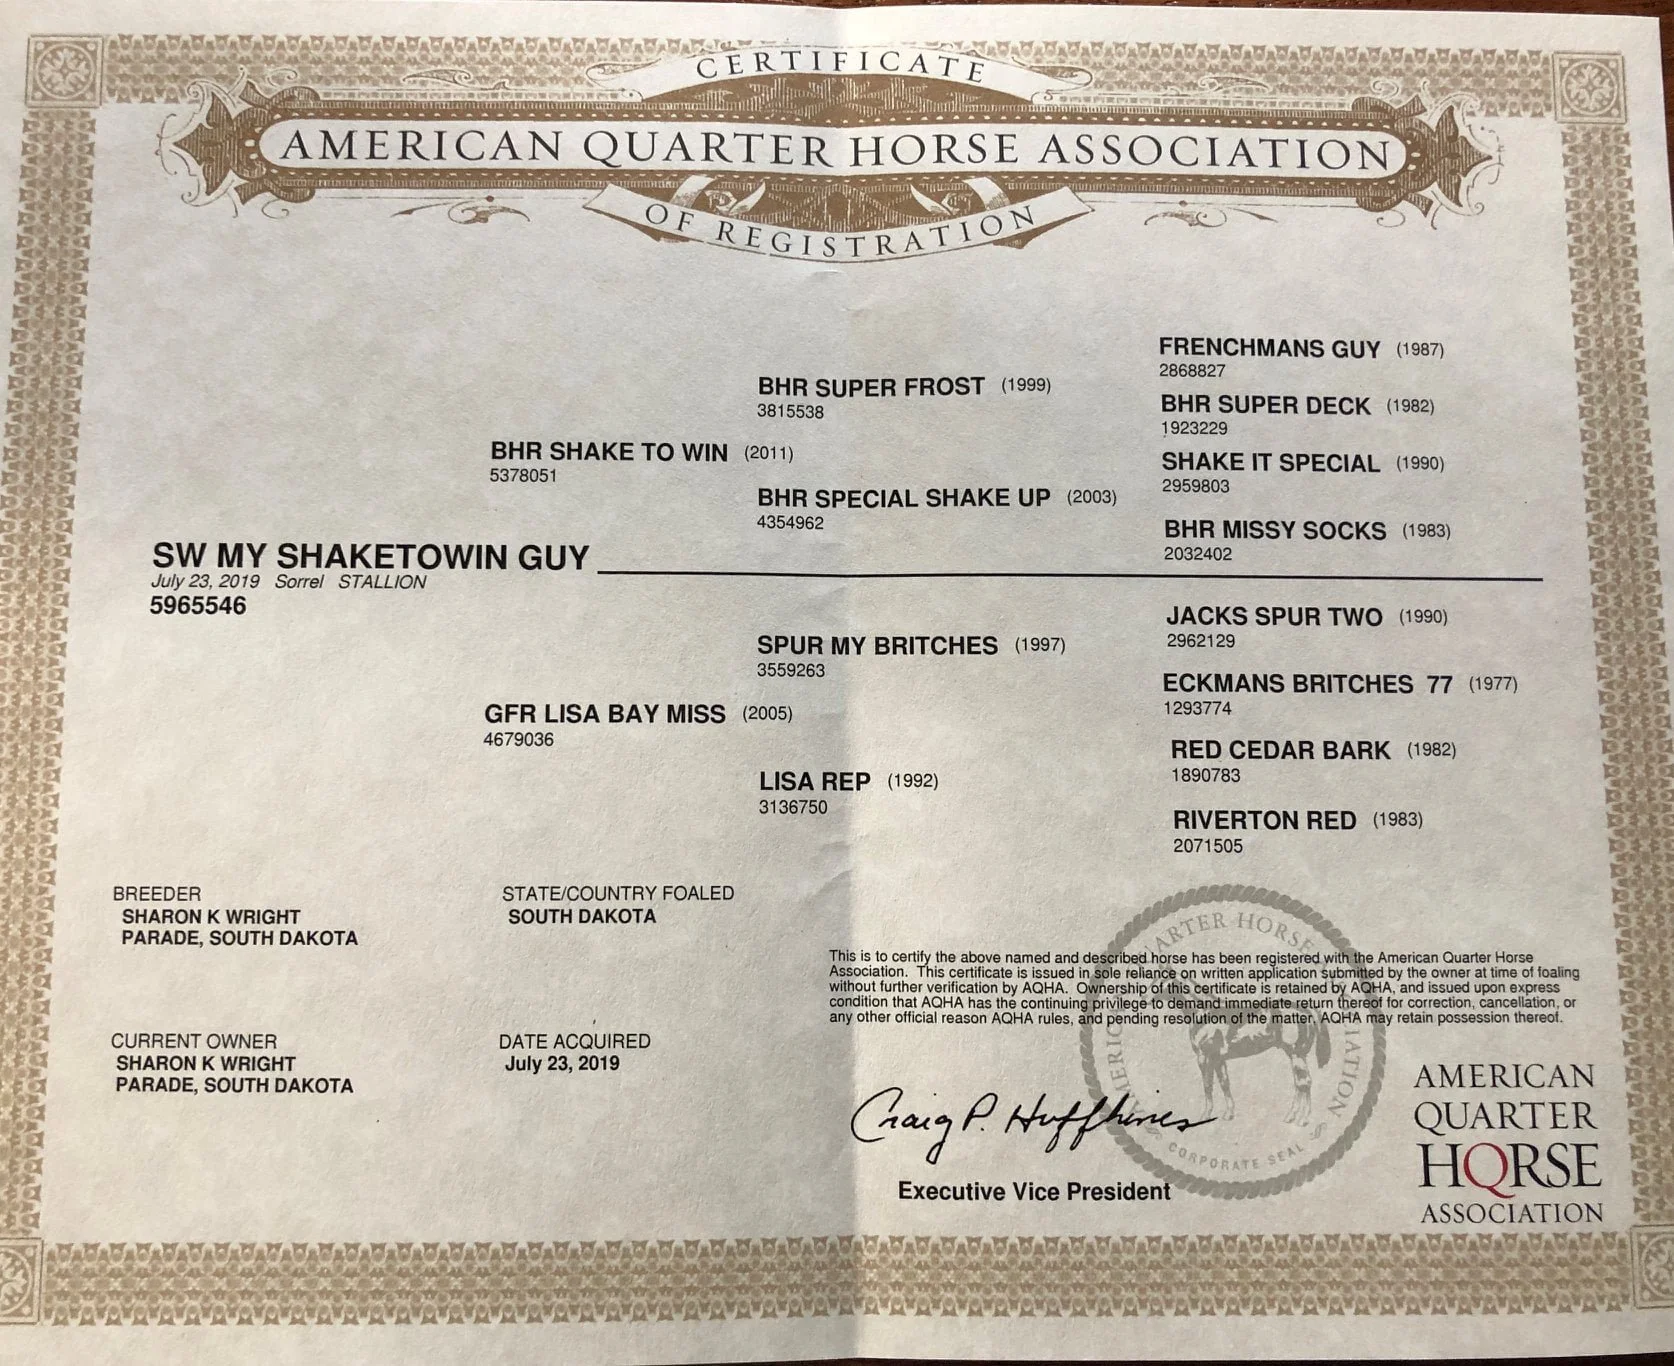 CERTIFICATE
AMERICAN QUARTER HORSE ASSOCIATION
OF REGISTRATION
FRENCHMANS GUY (1987)
2868827
BHR SUPER FROST (1999)
3815538
BHR SUPER DECK (1982)
1923229
BHR SHAKE TO WIN (2011)
5378051
SHAKE IT SPECIAL (1990)
2959803
BHR SPECIAL SHAKE UP (2003)
4354962
BHR MISSY SOCKS (1983)
2032402
SW MY SHAKETOWIN GUY
July 23, 2019 Sorrel STALLION
5965546
JACKS SPUR TWO (1990)
2962129
SPUR MY BRITCHES (1997)
3559263
ECKMANS BRITCHES 77 (1977)
1293774
GFR LISA BAY MISS (2005)
4679036
RED CEDAR BARK (1982)
1890783
LISA REP (1992)
3136750
RIVERTON RED (1983)
2071505
BREEDER
SHARON K WRIGHT
PARADE, SOUTH DAKOTA
STATE/COUNTRY FOALED
SOUTH DAKOTA
This is to certify the above named and described horse has been registered with the American Quarter Horse
Association. This certificate is issued in sole reliance on written application submitted by the owner at time of foaling
without further verification by AQHA. Ownership of this certificate is retained by AQHA, and issued upon express
condition that AQHA has the continuing privilege to demand immediate return thereof for correction, cancellation, or
any other official reason AQHA rules, and pending resolution of the matter, AQHA may retain possession thereof.
CURRENT OWNER
SHARON K WRIGHT
PARADE, SOUTH DAKOTA
DATE ACQUIRED
July 23, 2019
Craig P. Huffhines
Executive Vice President
AMERICAN QUARTER HORSE ASSOCIATION
CORPORATE SEAL
AMERICAN
QUARTER
HORSE
ASSOCIATION